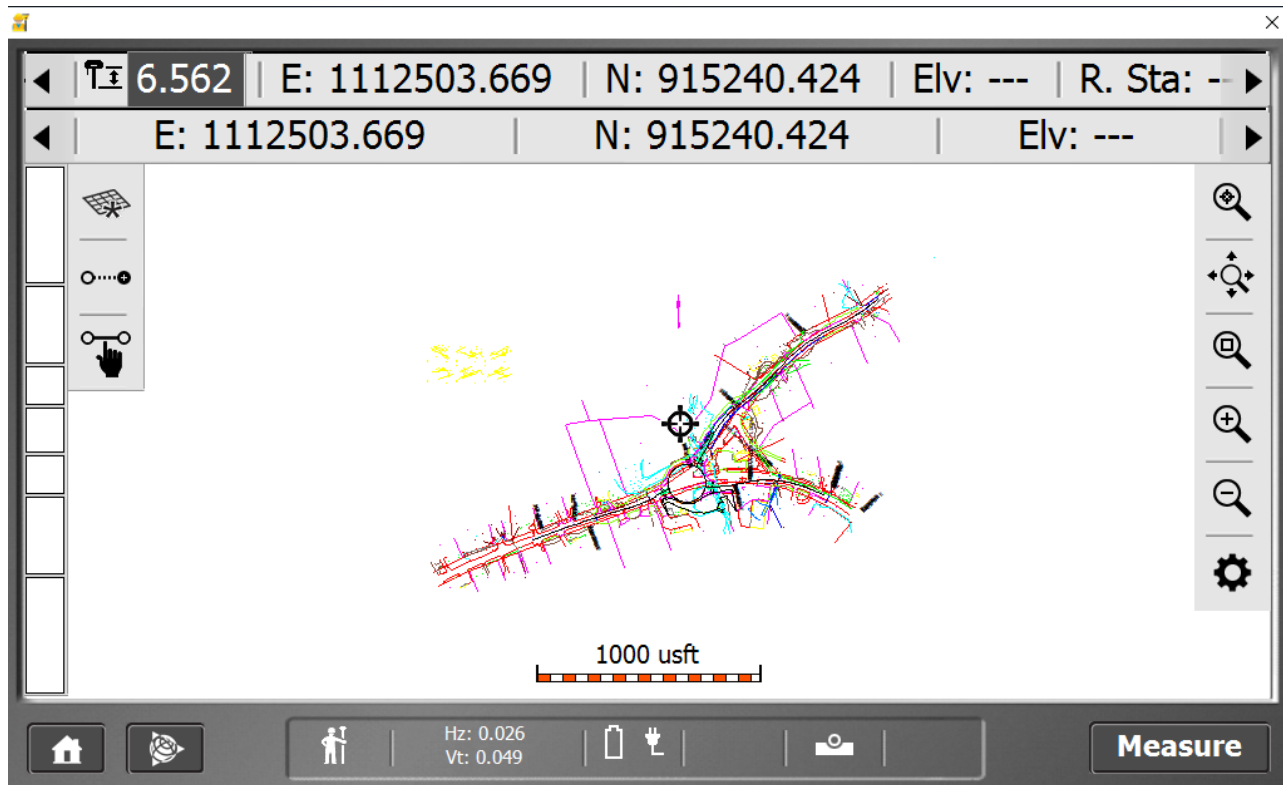 6.562 E: 1112503.669 N: 915240.424 Elv: --- R. Sta: --
E: 1112503.669 N: 915240.424 Elv: ---
1000 usft
Hz: 0.026
Vt: 0.049
Measure